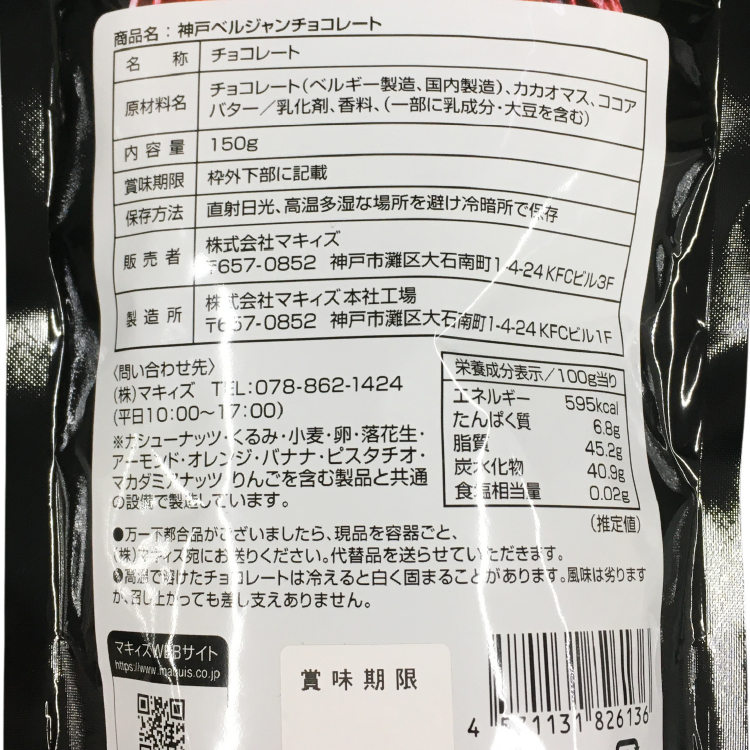 商品名：神戸ベルジャンチョコレート
名称 チョコレート
原材料名 チョコレート(ベルギー製造、国内製造)、カカオマス、ココア
バター／乳化剤、香料、(一部に乳成分・大豆を含む)
内容量 150g
賞味期限 枠外下部に記載
保存方法 直射日光、高温多湿な場所を避け冷暗所で保存
販売者 株式会社マキィズ
〒657-0852 神戸市灘区大石南町1-4-24 KFCビル3F
製造所 株式会社マキィズ 本社工場
〒657-0852 神戸市灘区大石南町1-4-24 KFCビル1F
〈問い合わせ先〉
(株)マキィズ TEL:078-862-1424
(平日10:00〜17:00)
※カシューナッツ・くるみ・小麦・卵・落花生・
アーモンド・オレンジ・バナナ・ピスタチオ・
マカダミアナッツ・りんごを含む製品と共通
の設備で製造しています。
栄養成分表示／100g当り
エネルギー 595kcal
たんぱく質 6.8g
脂質 45.2g
炭水化物 40.9g
食塩相当量 0.02g
(推定値)
●万一不都合品がございましたら、現品を容器ごと、
(株)マキィズ宛にお送りください。代替品を送らせていただきます。
●高温で溶けたチョコレートは冷えると白く固まることがあります。風味は劣ります
が、召し上がっても差し支えありません。
マキィズWEBサイト
https://www.maquis.co.jp
賞味期限
4 571131 826136